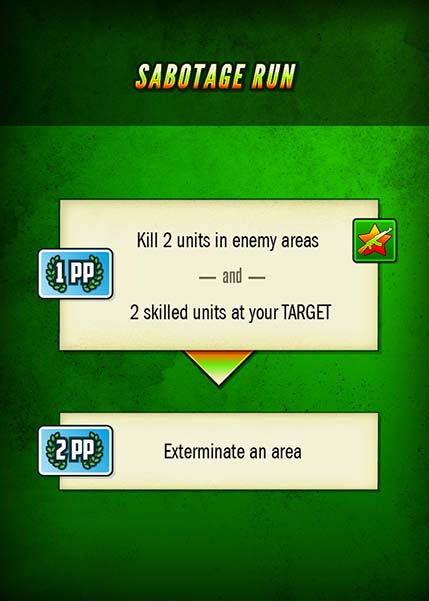 SABOTAGE RUN
Kill 2 units in enemy areas
1 PP
— and —
2 skilled units at your TARGET
2 PP
Exterminate an area